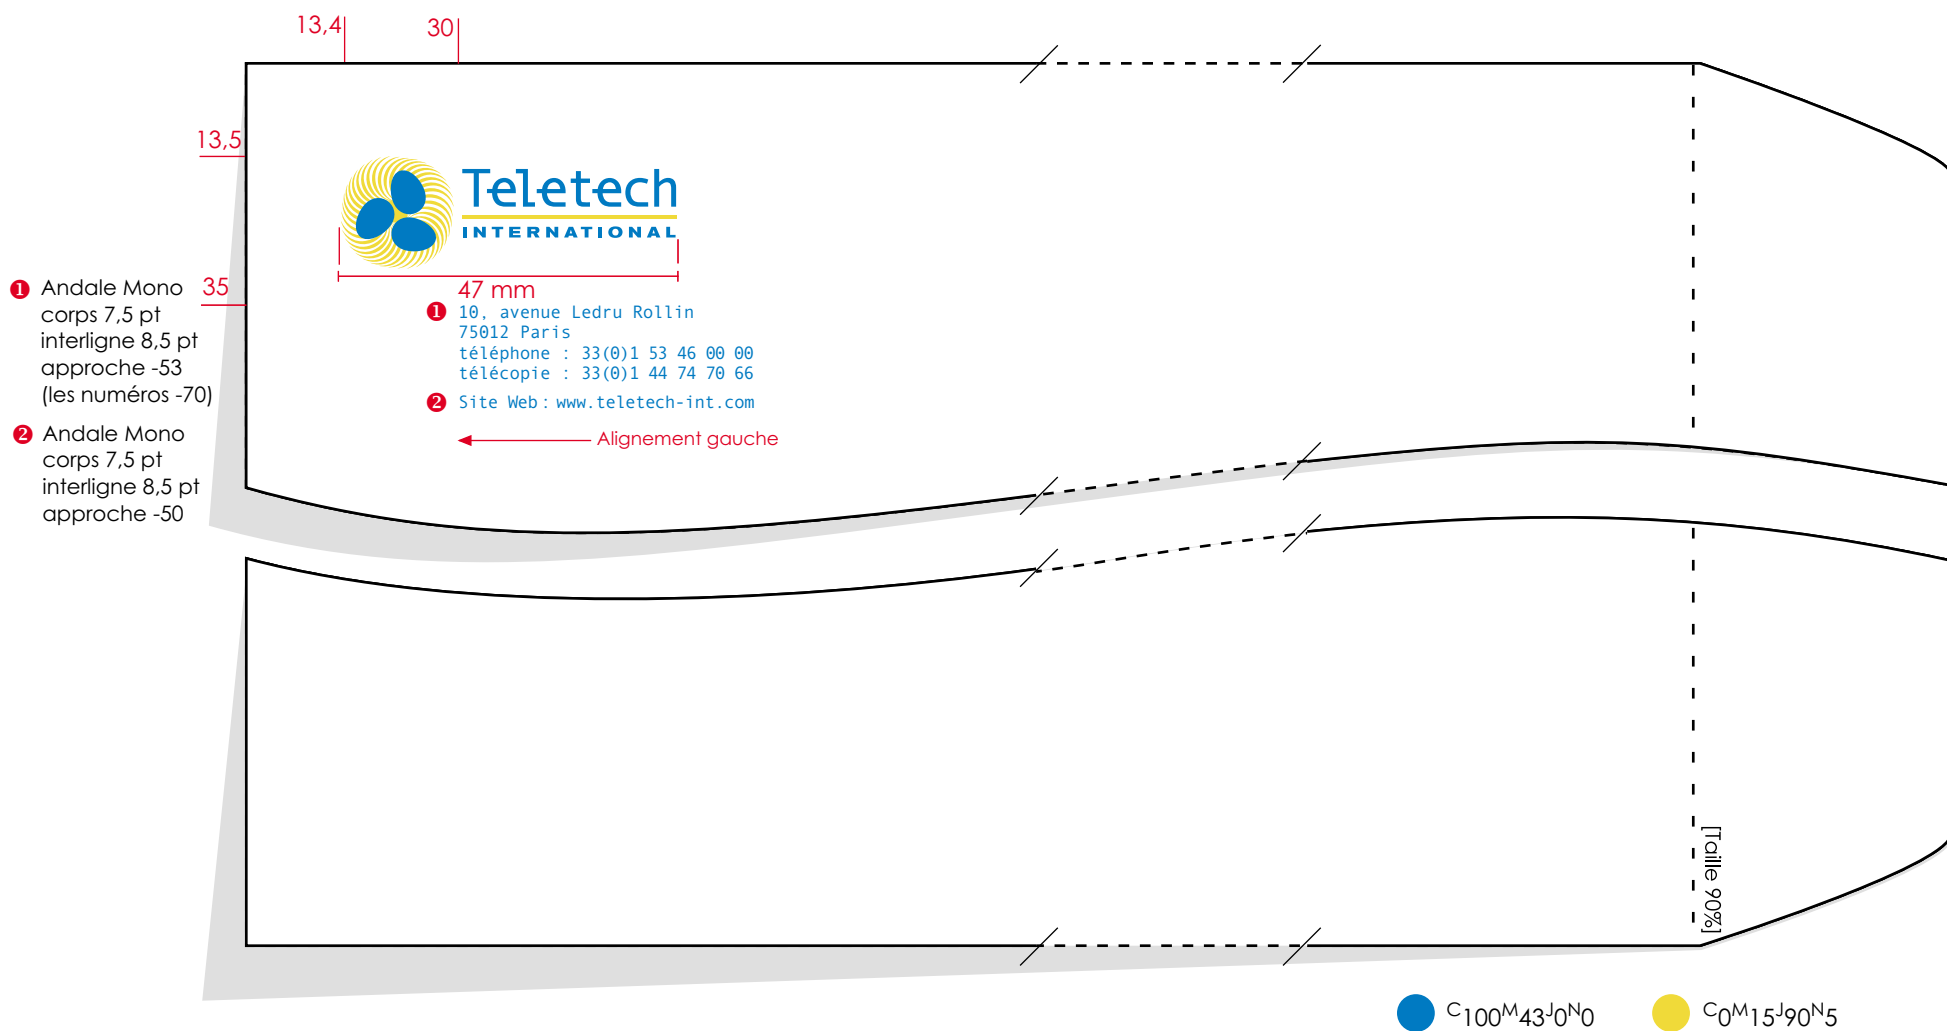 13,4
30
13,5
Teletech
INTERNATIONAL
35
47 mm
1 Andale Mono
corps 7,5 pt
interligne 8,5 pt
approche -53
(les numéros -70)
2 Andale Mono
corps 7,5 pt
interligne 8,5 pt
approche -50
1 10, avenue Ledru Rollin
75012 Paris
téléphone : 33(0)1 53 46 00 00
télécopie : 33(0)1 44 74 70 66
2 Site Web : www.teletech-int.com
Alignement gauche
[Taille 90%]
C100M43J0N0
C0M15J90N5